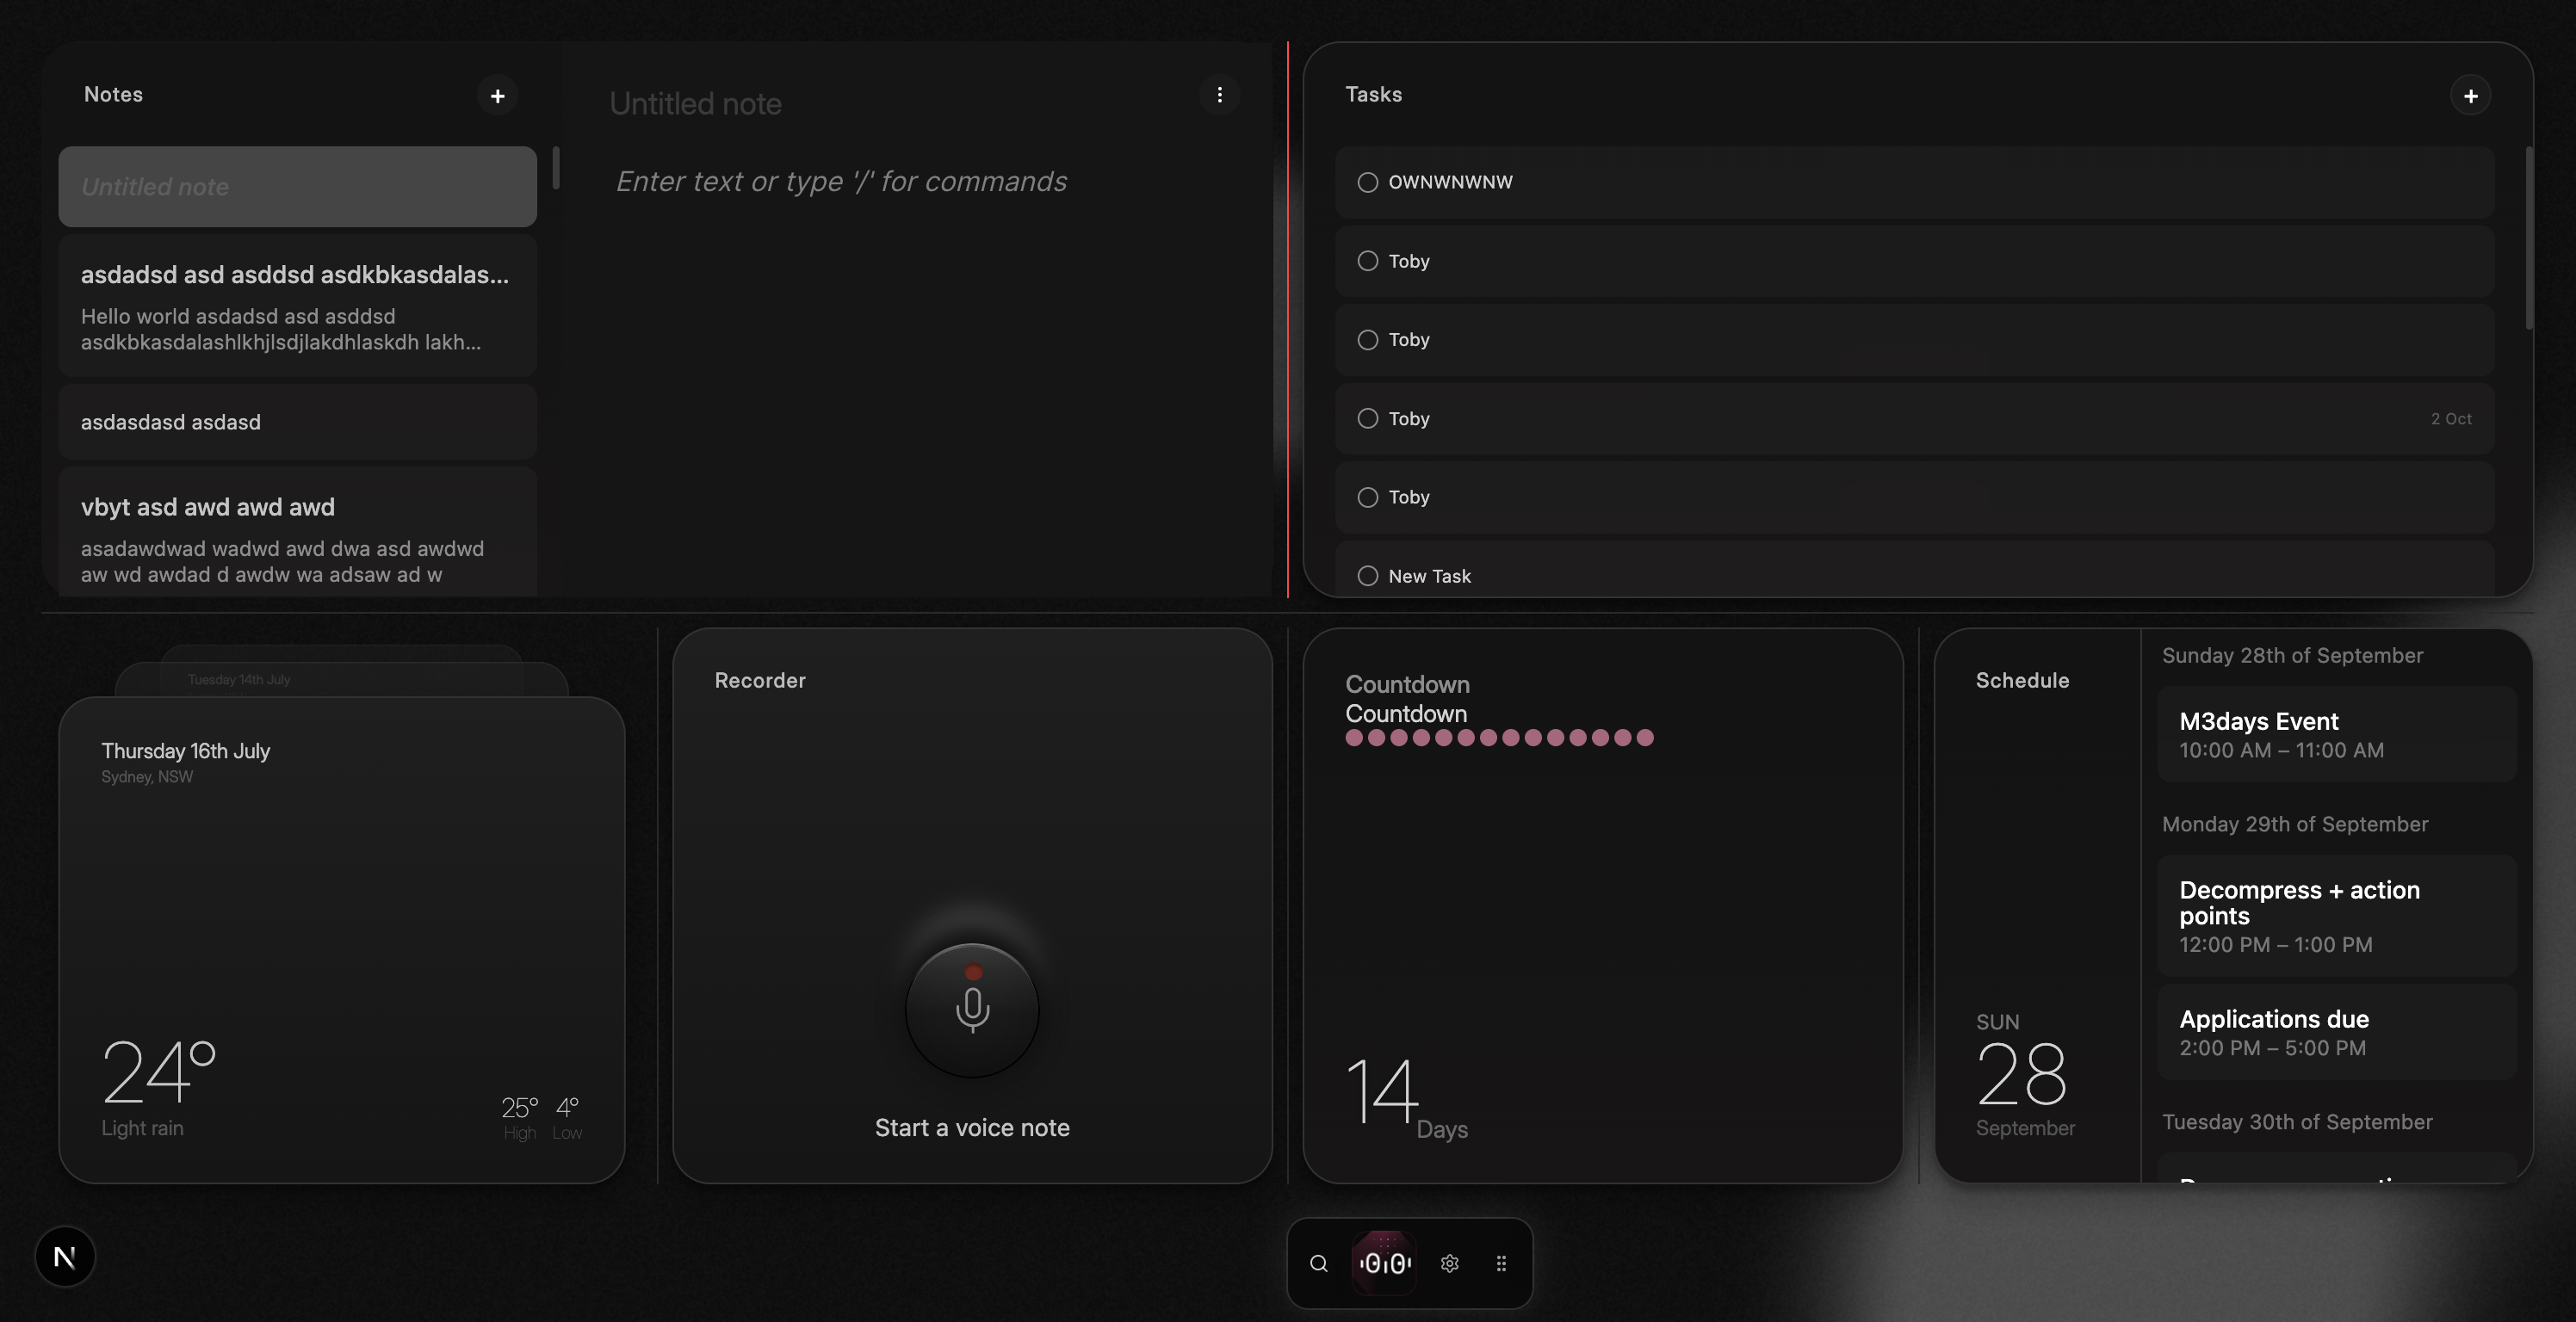 Notes
Untitled note
asdadsd asd asddsd asdkbkasdalas...
Hello world asdadsd asd asddsd
asdkbkasdalashlkhjlsdjlakdhlaskdh lakh...
asdasdasd asdasd
vbyt asd awd awd awd
asadawdwad wadwd awd dwa asd awdwd
aw wd awdad d awdw wa adsaw ad w
Untitled note
Enter text or type '/' for commands
Tasks
OWNWNWNW
Toby
Toby
Toby
2 Oct
Toby
New Task
Tuesday 14th July
Thursday 16th July
Sydney, NSW
24°
Light rain
25° 4°
High Low
Recorder
Start a voice note
Countdown
Countdown
14
Days
Schedule
SUN
28
September
Sunday 28th of September
M3days Event
10:00 AM – 11:00 AM
Monday 29th of September
Decompress + action
points
12:00 PM – 1:00 PM
Applications due
2:00 PM – 5:00 PM
Tuesday 30th of September
N